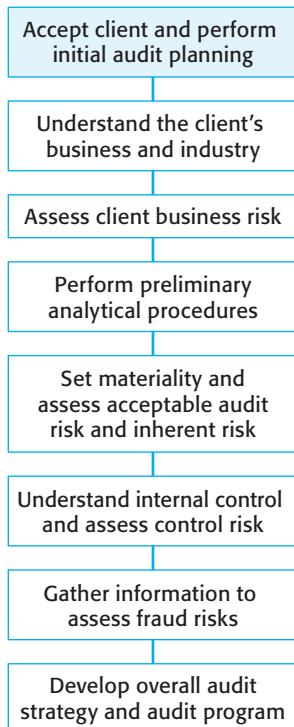 Accept client and perform
initial audit planning
Understand the client's
business and industry
Assess client business risk
Perform preliminary
analytical procedures
Set materiality and
assess acceptable audit
risk and inherent risk
Understand internal control
and assess control risk
Gather information to
assess fraud risks
Develop overall audit
strategy and audit program